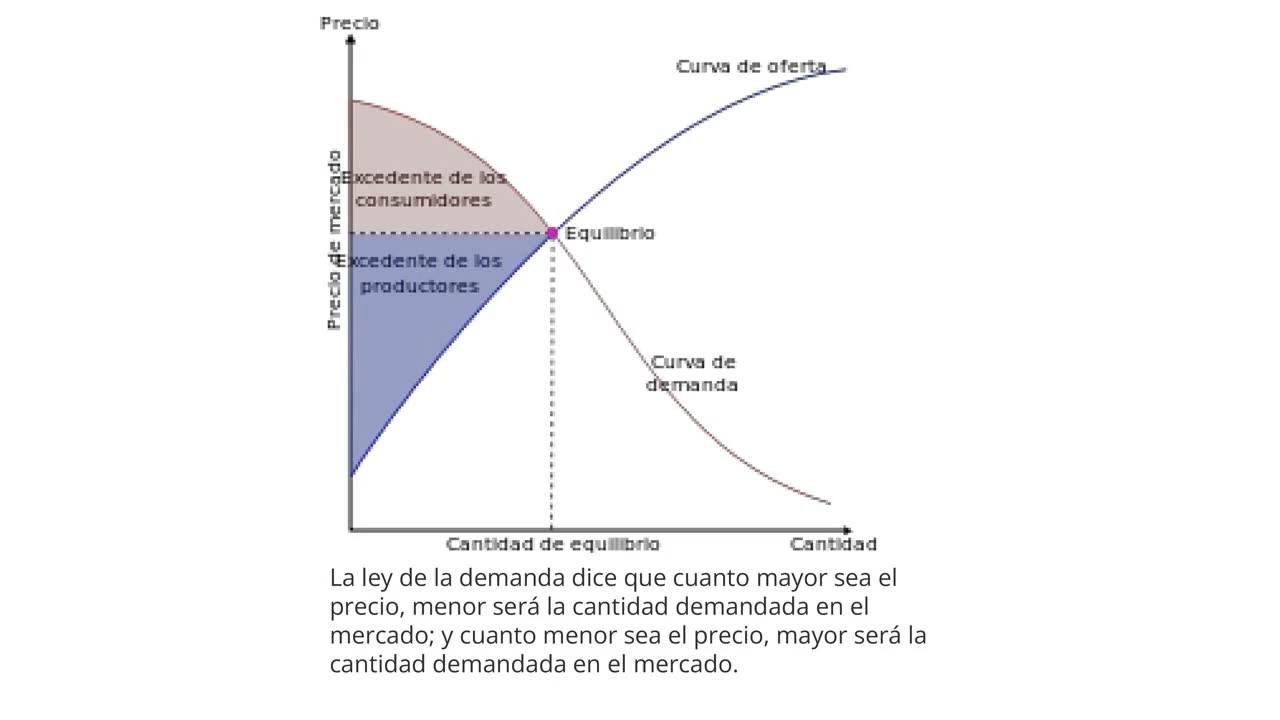 Precio
Curva de oferta
Excedente de los
consumidores
Precio de mercado
Equilibrio
Excedente de los
productores
Curva de
demanda
Cantidad de equilibrio
Cantidad
La ley de la demanda dice que cuanto mayor sea el
precio, menor será la cantidad demandada en el
mercado; y cuanto menor sea el precio, mayor será la
cantidad demandada en el mercado.